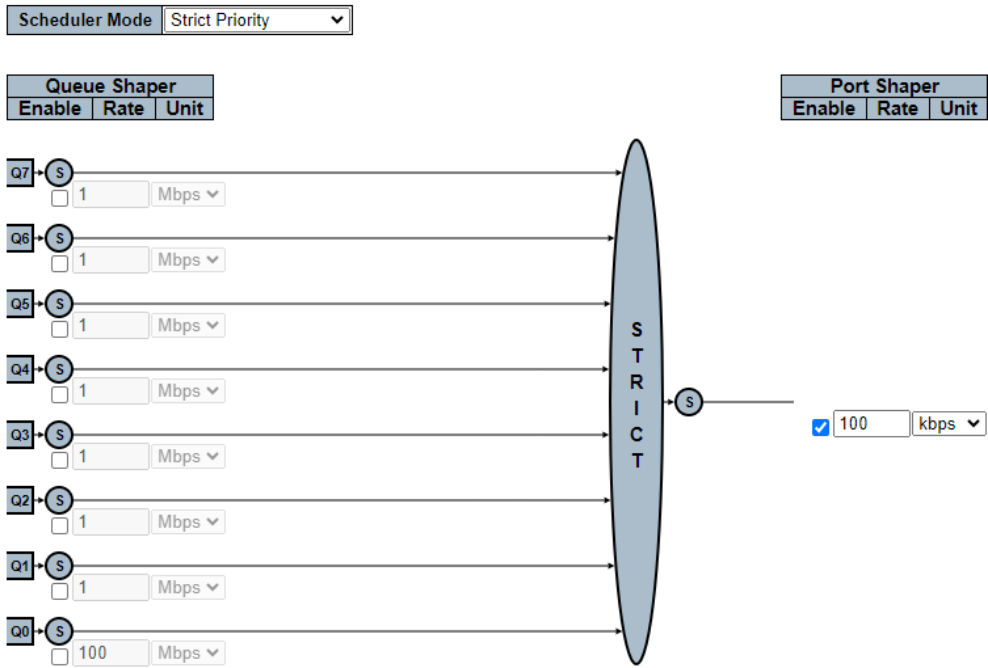 Scheduler Mode Strict Priority
Queue Shaper Port Shaper
Enable Rate Unit Enable Rate Unit
Q7 S
1 Mbps
Q6 S
1 Mbps
Q5 S
1 Mbps
Q4 S
1 Mbps
Q3 S
1 Mbps
Q2 S
1 Mbps
Q1 S
1 Mbps
Q0 S
100 Mbps
STRICT
S
100 kbps